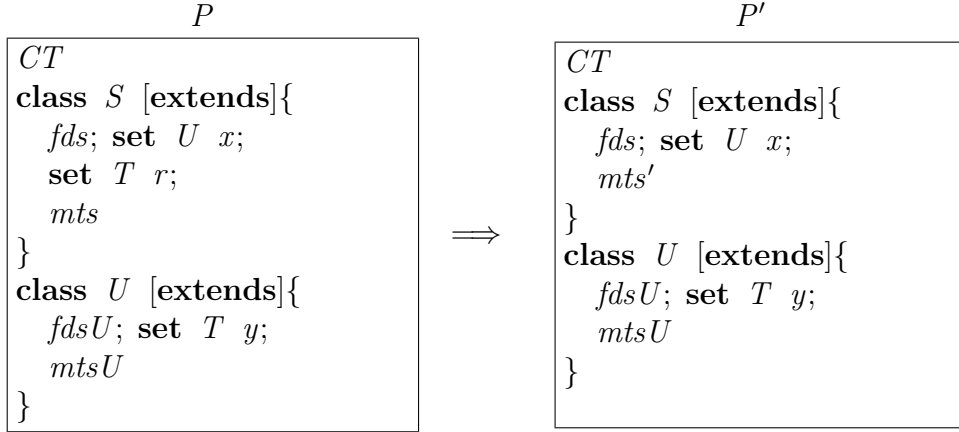 P
CT
class S [extends]{
fds; set U x;
set T r;
mts
}
class U [extends]{
fdsU; set T y;
mtsU
}
⟹
P′
CT
class S [extends]{
fds; set U x;
mts′
}
class U [extends]{
fdsU; set T y;
mtsU
}